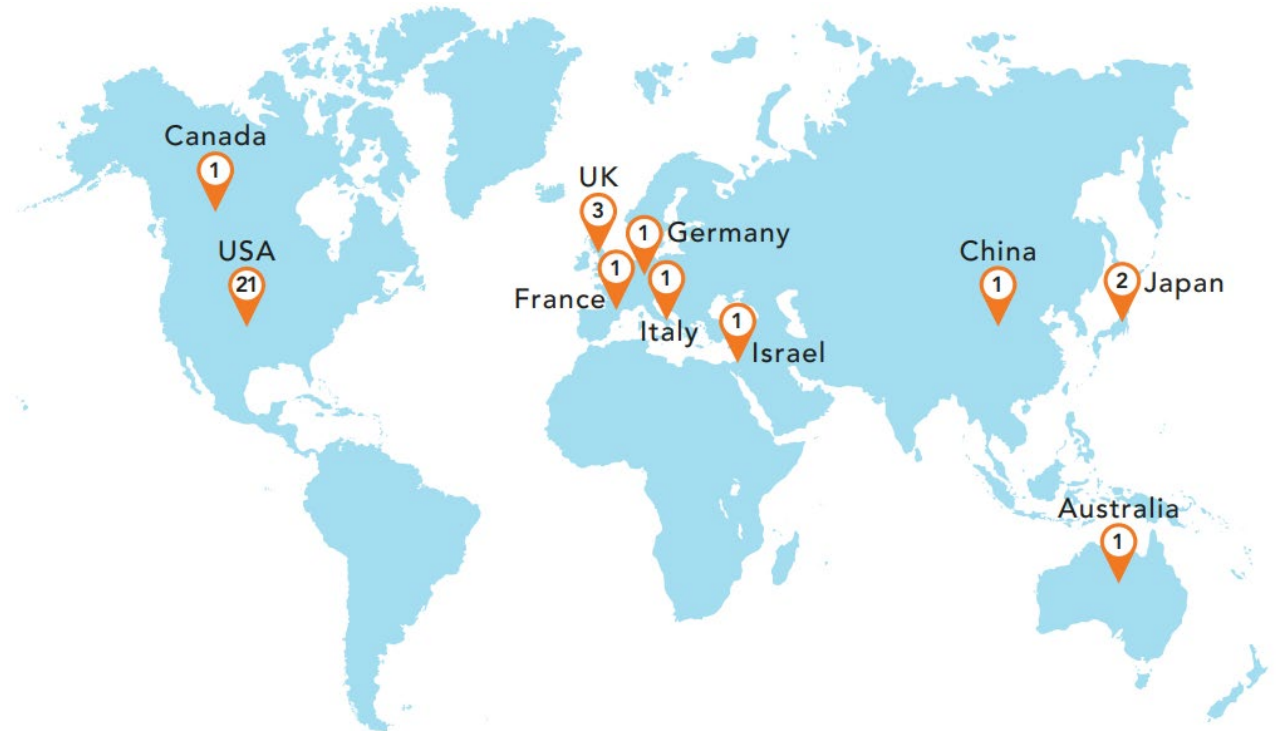 Canada
1
UK
3
1 Germany
USA
21
1
France
1
Italy
1
Israel
China
1
2 Japan
Australia
1